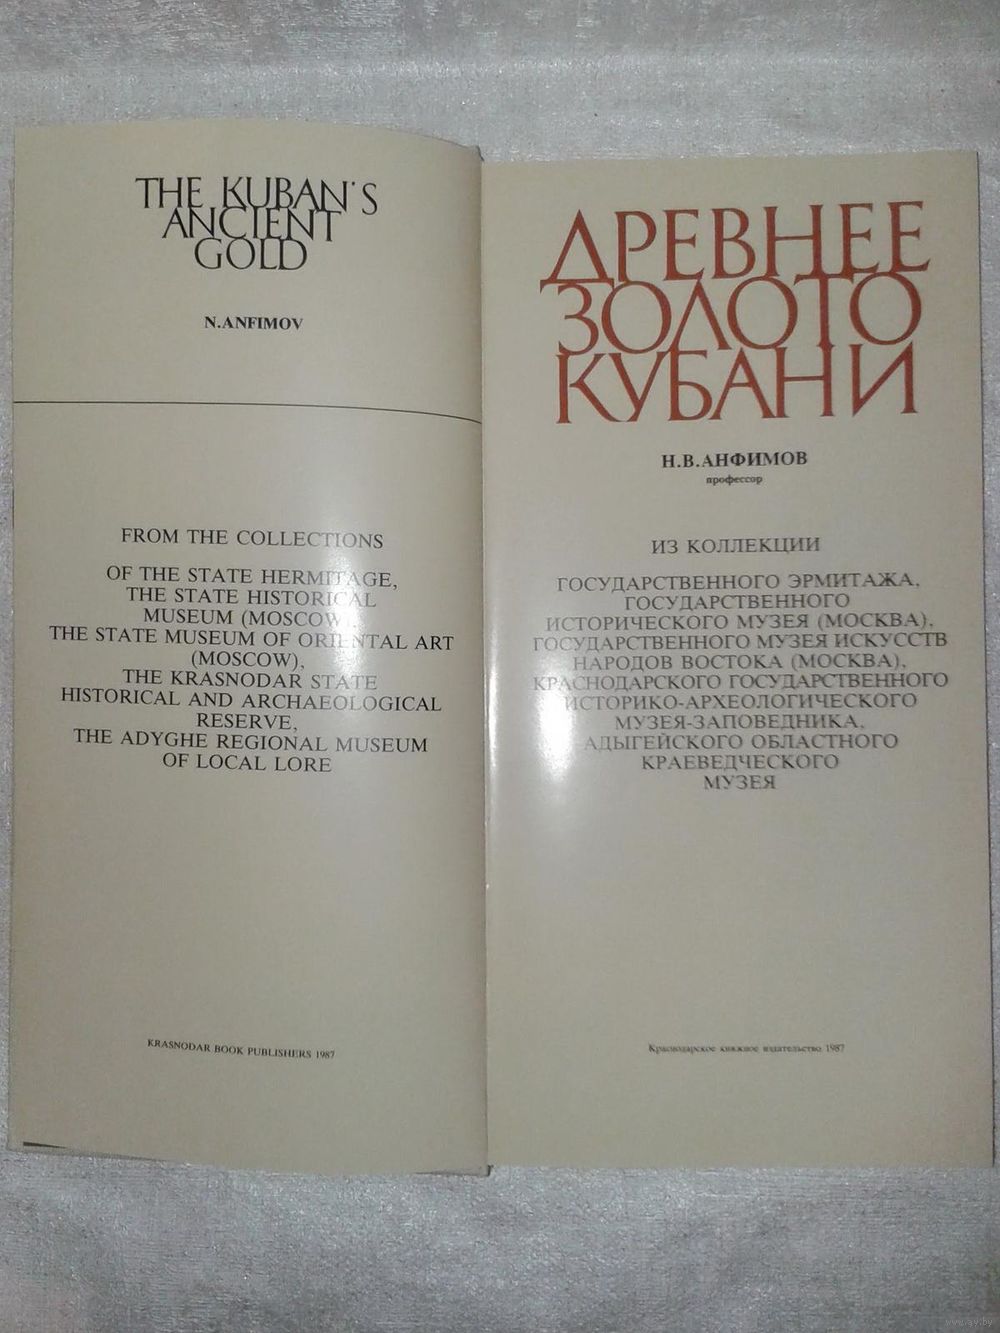 THE KUBAN'S
ANCIENT
GOLD
N.ANFIMOV
FROM THE COLLECTIONS
OF THE STATE HERMITAGE,
THE STATE HISTORICAL
MUSEUM (MOSCOW),
THE STATE MUSEUM OF ORIENTAL ART
(MOSCOW),
THE KRASNODAR STATE
HISTORICAL AND ARCHAEOLOGICAL
RESERVE,
THE ADYGHE REGIONAL MUSEUM
OF LOCAL LORE
KRASNODAR BOOK PUBLISHERS 1987
ДРЕВНЕЕ
ЗОЛОТО
КУБАНИ
Н.В.АНФИМОВ
профессор
ИЗ КОЛЛЕКЦИИ
ГОСУДАРСТВЕННОГО ЭРМИТАЖА,
ГОСУДАРСТВЕННОГО
ИСТОРИЧЕСКОГО МУЗЕЯ (МОСКВА),
ГОСУДАРСТВЕННОГО МУЗЕЯ ИСКУССТВ
НАРОДОВ ВОСТОКА (МОСКВА),
КРАСНОДАРСКОГО ГОСУДАРСТВЕННОГО
ИСТОРИКО-АРХЕОЛОГИЧЕСКОГО
МУЗЕЯ-ЗАПОВЕДНИКА,
АДЫГЕЙСКОГО ОБЛАСТНОГО
КРАЕВЕДЧЕСКОГО
МУЗЕЯ
Краснодарское книжное издательство 1987
www.ay.by